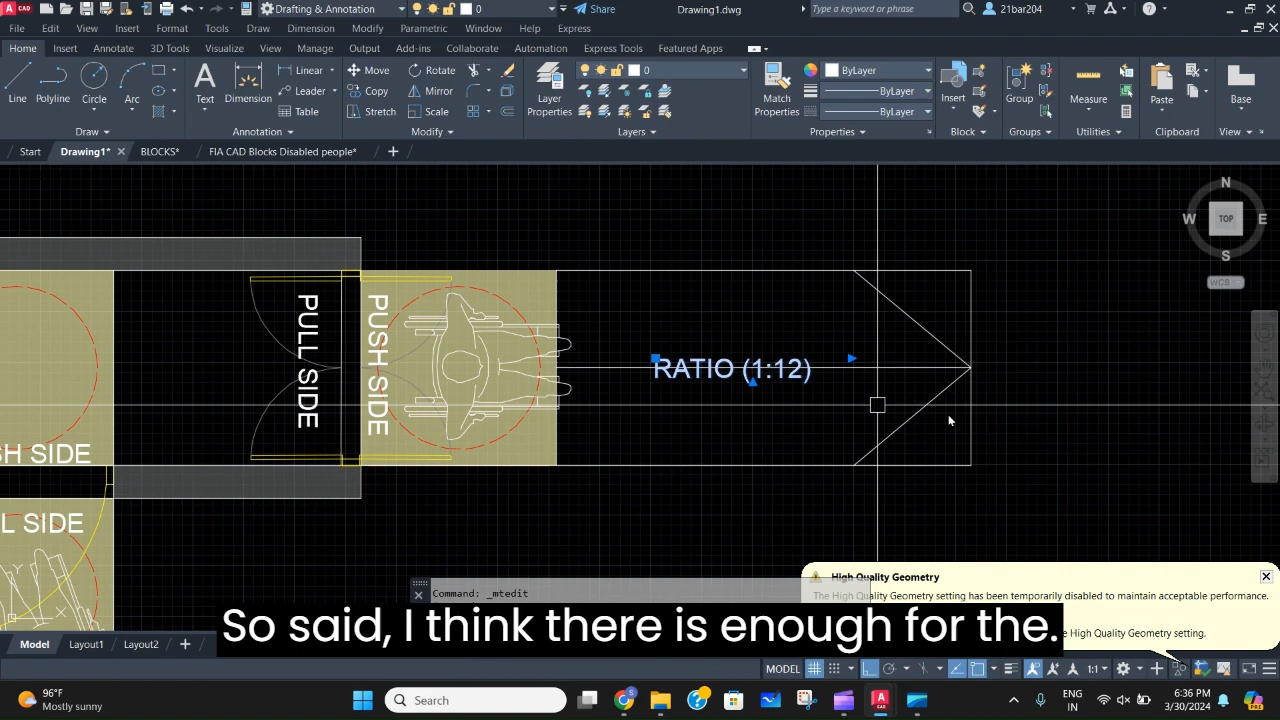 Drafting & Annotation
0
Share
Drawing1.dwg
Type a keyword or phrase
21bar204
File Edit View Insert Format Tools Draw Dimension Modify Parametric Window Help Express
Home Insert Annotate 3D Tools Visualize View Manage Output Add-ins Collaborate Automation Express Tools Featured Apps
Line Polyline Circle Arc
Text Dimension
Linear
Leader
Table
Move Rotate
Copy Mirror
Stretch Scale
Layer
Properties
0
Match
Properties
ByLayer
ByLayer
ByLayer
Insert
Group
Measure
Paste
Base
Draw Annotation Modify Layers Properties Block Groups Utilities Clipboard View
Start Drawing1* BLOCKS* FIA CAD Blocks Disabled people*
N
W TOP E
S
WCS
PULL SIDE
PUSH SIDE
RATIO (1:12)
SH SIDE
L SIDE
Y
X
High Quality Geometry
The High Quality Geometry setting has been temporarily disabled to maintain acceptable performance.
e High Quality Geometry setting.
Command: _mtedit
So said, I think there is enough for the.
Model Layout1 Layout2
MODEL
1:1
96°F
Mostly sunny
Search
ENG
IN
6:36 PM
3/30/2024